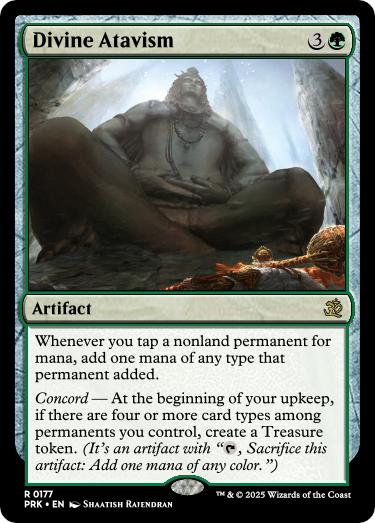 Divine Atavism 3
Artifact
Whenever you tap a nonland permanent for
mana, add one mana of any type that
permanent added.
Concord — At the beginning of your upkeep,
if there are four or more card types among
permanents you control, create a Treasure
token. (It's an artifact with “, Sacrifice this
artifact: Add one mana of any color.”)
R 0177
PRK • EN Shaatish Rajendran
™ & © 2025 Wizards of the Coast